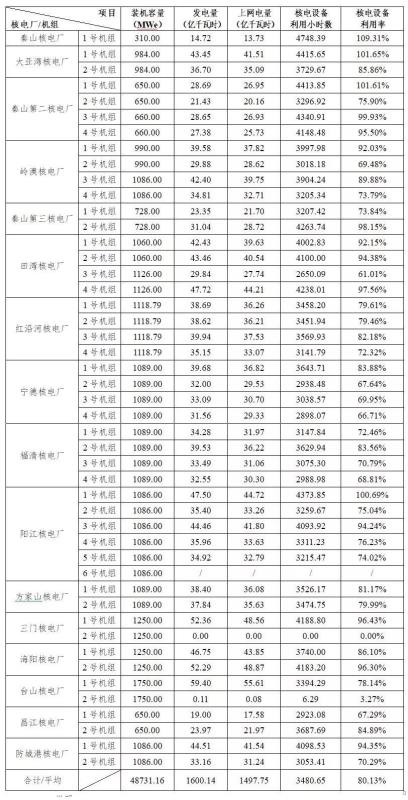 项目 装机容量 发电量 上网电量 核电设备 核电设备
核电厂/机组 (MWe) (亿千瓦时) (亿千瓦时) 利用小时数 利用率
秦山核电厂 1号机组 310.00 14.72 13.73 4748.39 109.31%
大亚湾核电厂 1号机组 984.00 43.45 41.51 4415.65 101.65%
2号机组 984.00 36.70 35.09 3729.67 85.86%
秦山第二核电厂 1号机组 650.00 28.69 26.95 4413.85 101.61%
2号机组 650.00 21.43 20.16 3296.92 75.90%
3号机组 660.00 28.65 26.93 4340.91 99.93%
4号机组 660.00 27.38 25.73 4148.48 95.50%
岭澳核电厂 1号机组 990.00 39.58 37.82 3997.98 92.03%
2号机组 990.00 29.88 28.62 3018.18 69.48%
3号机组 1086.00 42.40 39.75 3904.24 89.88%
4号机组 1086.00 34.81 32.71 3205.34 73.79%
秦山第三核电厂 1号机组 728.00 23.35 21.70 3207.42 73.84%
2号机组 728.00 31.04 28.72 4263.74 98.15%
田湾核电厂 1号机组 1060.00 42.43 39.63 4002.83 92.15%
2号机组 1060.00 43.46 40.54 4100.00 94.38%
3号机组 1126.00 29.84 27.74 2650.09 61.01%
4号机组 1126.00 47.72 44.21 4238.01 97.56%
红沿河核电厂 1号机组 1118.79 38.69 36.26 3458.20 79.61%
2号机组 1118.79 38.62 36.21 3451.94 79.46%
3号机组 1118.79 39.94 37.53 3569.93 82.18%
4号机组 1118.79 35.15 33.07 3141.79 72.32%
宁德核电厂 1号机组 1089.00 39.68 36.82 3643.71 83.88%
2号机组 1089.00 32.00 29.53 2938.48 67.64%
3号机组 1089.00 33.09 30.70 3038.57 69.95%
4号机组 1089.00 31.56 29.33 2898.07 66.71%
福清核电厂 1号机组 1089.00 34.28 31.97 3147.84 72.46%
2号机组 1089.00 39.53 36.22 3629.94 83.56%
3号机组 1089.00 33.49 31.06 3075.30 70.79%
4号机组 1089.00 32.55 30.30 2988.98 68.81%
阳江核电厂 1号机组 1086.00 47.50 44.72 4373.85 100.69%
2号机组 1086.00 35.40 33.26 3259.67 75.04%
3号机组 1086.00 44.46 41.80 4093.92 94.24%
4号机组 1086.00 35.96 33.63 3311.23 76.23%
5号机组 1086.00 34.92 32.79 3215.47 74.02%
6号机组 1086.00 / / / /
方家山核电厂 1号机组 1089.00 38.40 36.08 3526.17 81.17%
2号机组 1089.00 37.84 35.63 3474.75 79.99%
三门核电厂 1号机组 1250.00 52.36 48.56 4188.80 96.43%
2号机组 1250.00 0.00 0.00 0.00 0.00%
海阳核电厂 1号机组 1250.00 46.75 43.85 3740.00 86.10%
2号机组 1250.00 52.29 48.87 4183.20 96.30%
台山核电厂 1号机组 1750.00 59.40 55.61 3394.29 78.14%
2号机组 1750.00 0.11 0.08 6.29 3.27%
昌江核电厂 1号机组 650.00 19.00 17.58 2923.08 67.29%
2号机组 650.00 23.97 21.97 3687.69 84.89%
防城港核电厂 1号机组 1086.00 44.51 41.54 4098.53 94.35%
2号机组 1086.00 33.16 31.24 3053.41 70.29%
合计/平均 48731.16 1600.14 1497.75 3480.65 80.13%